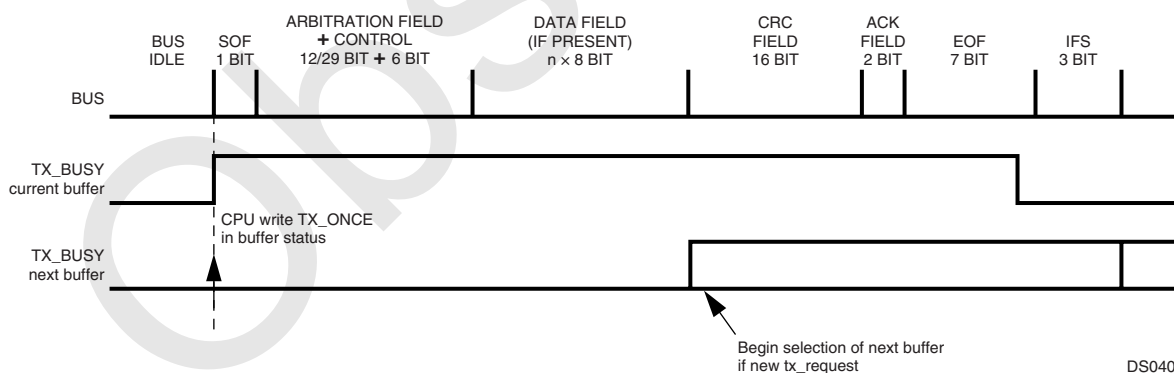 BUS
IDLE
SOF
1 BIT
ARBITRATION FIELD
+ CONTROL
12/29 BIT + 6 BIT
DATA FIELD
(IF PRESENT)
n × 8 BIT
CRC
FIELD
16 BIT
ACK
FIELD
2 BIT
EOF
7 BIT
IFS
3 BIT
BUS
TX_BUSY
current buffer
CPU write TX_ONCE
in buffer status
TX_BUSY
next buffer
Begin selection of next buffer
if new tx_request
DS040
Obs